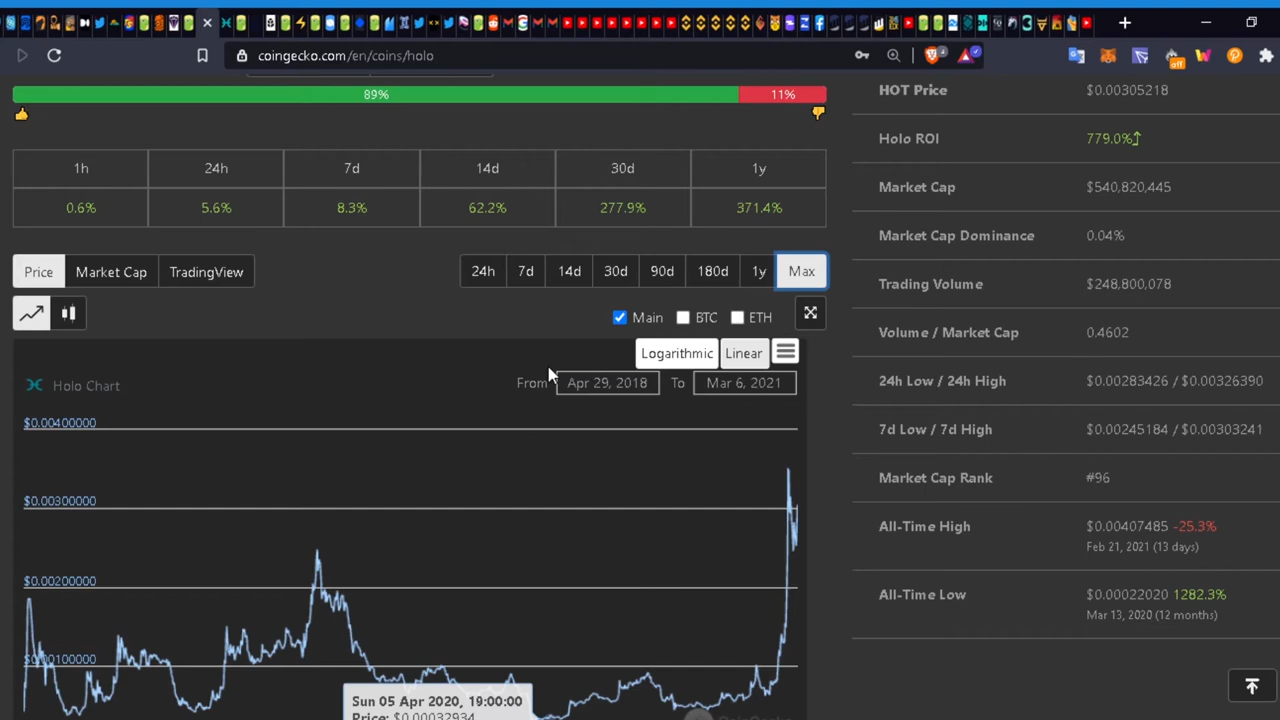 coingecko.com/en/coins/holo
off
89%
11%
1h 24h 7d 14d 30d 1y
0.6% 5.6% 8.3% 62.2% 277.9% 371.4%
Price Market Cap TradingView
24h 7d 14d 30d 90d 180d 1y Max
Main BTC ETH
Logarithmic Linear
Holo Chart
From Apr 29, 2018 To Mar 6, 2021
$0.00400000
$0.00300000
$0.00200000
$0.00100000
Sun 05 Apr 2020, 19:00:00
Price: $0.00032934
HOT Price $0.00305218
Holo ROI 779.0%
Market Cap $540,820,445
Market Cap Dominance 0.04%
Trading Volume $248,800,078
Volume / Market Cap 0.4602
24h Low / 24h High $0.00283426 / $0.00326390
7d Low / 7d High $0.00245184 / $0.00303241
Market Cap Rank #96
All-Time High $0.00407485 -25.3%
Feb 21, 2021 (13 days)
All-Time Low $0.00022020 1282.3%
Mar 13, 2020 (12 months)